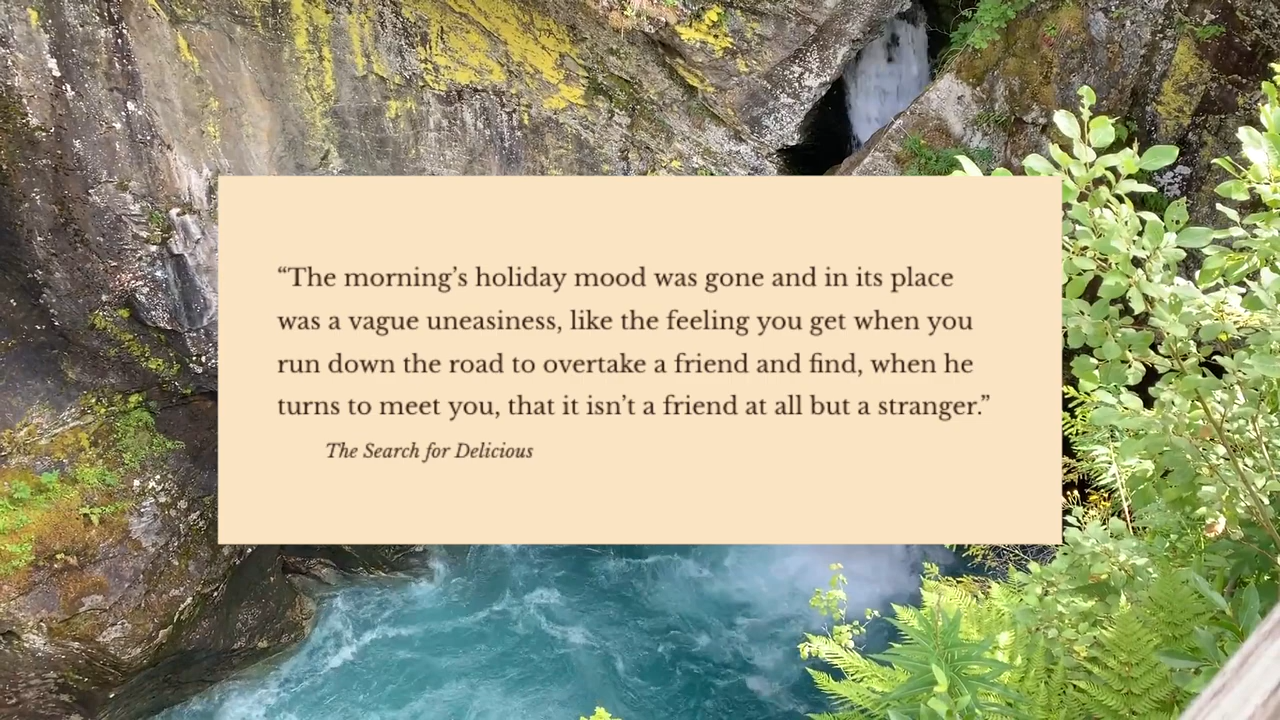 “The morning’s holiday mood was gone and in its place
was a vague uneasiness, like the feeling you get when you
run down the road to overtake a friend and find, when he
turns to meet you, that it isn’t a friend at all but a stranger.”
The Search for Delicious